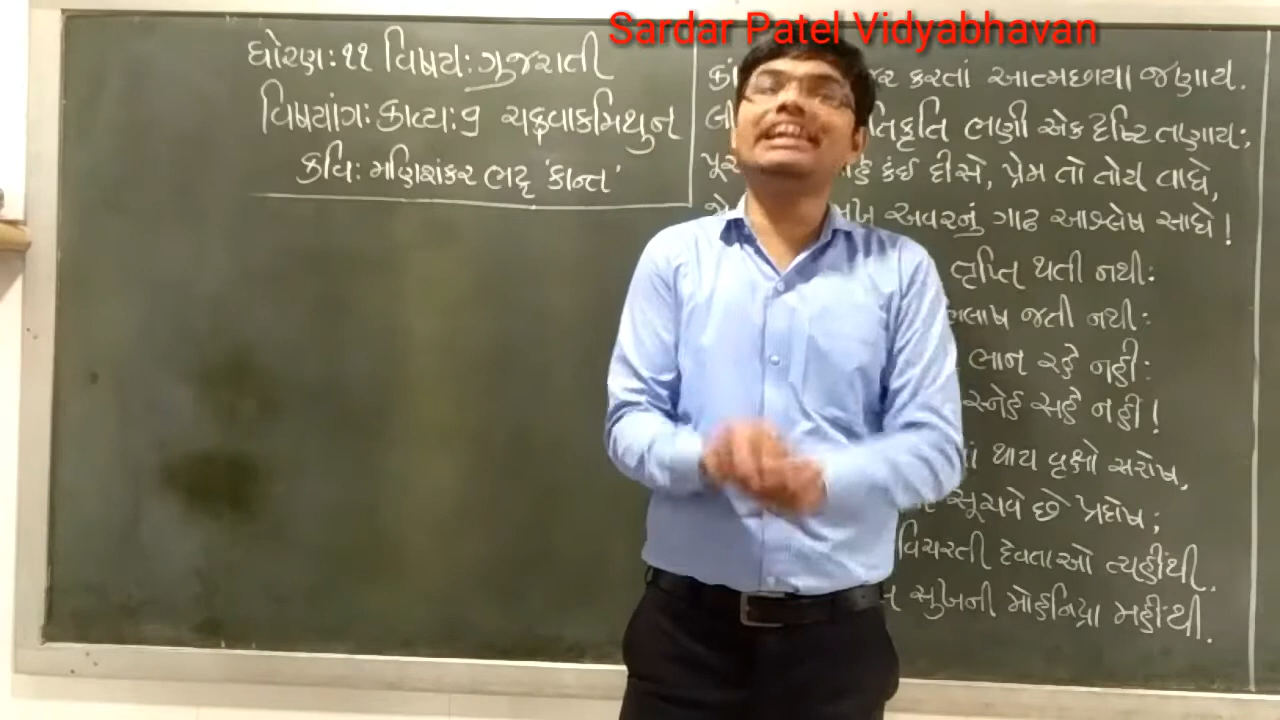 Sardar Patel Vidyabhavan
ધોરણ: ૧૧ વિષય: ગુજરાતી
વિષયાંગ: કાવ્ય: ૭ ચક્રવાકમિથુન
કવિ: મણિશંકર ભટ્ટ 'કાન્ત'
કરતાં આત્મછાયા જણાય.
ભણી એક દૃષ્ટિ તણાય:
કંઈ દીસે, પ્રેમ તો તોય વાધે,
અવરનું ગાઢ આશ્લેષ સાધે!
તૃપ્તિ થતી નથી:
જતી નથી:
ભાન રહે નહીં:
સ્નેહ સહે નહીં!
થાય વૃક્ષો સરોષ,
સૂચવે છે પ્રદોષ;
વિચરતી દેવતાઓ ત્યહીંથી.
સુખની મોહનિદ્રા મહીંથી.